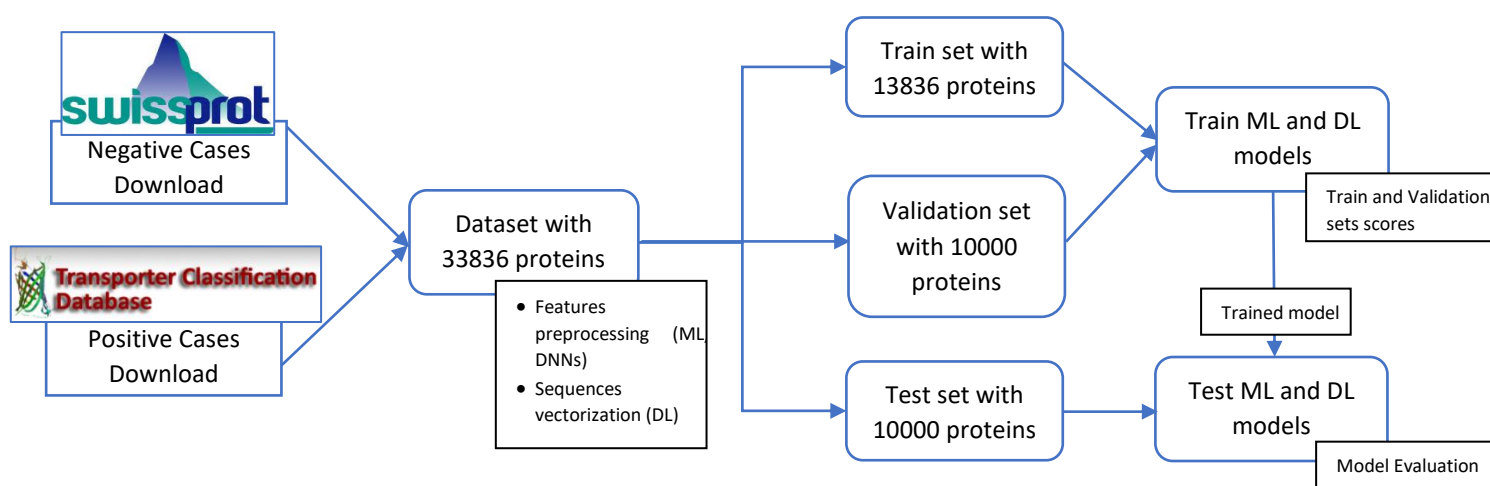 swissprot
Negative Cases
Download
Transporter Classification
Database
Positive Cases
Download
Dataset with
33836 proteins
• Features
preprocessing (ML,
DNNs)
• Sequences
vectorization (DL)
Train set with
13836 proteins
Validation set
with 10000
proteins
Test set with
10000 proteins
Train ML and DL
models
Train and Validation
sets scores
Trained model
Test ML and DL
models
Model Evaluation